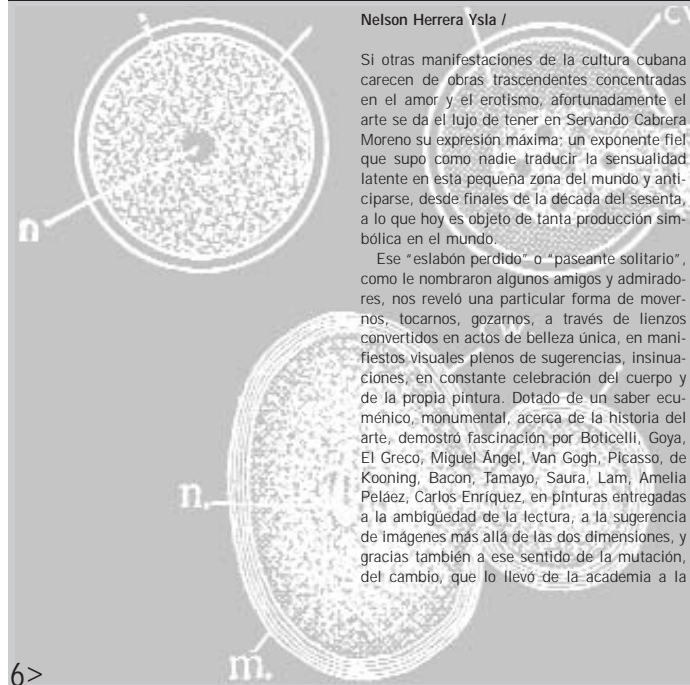 Nelson Herrera Ysla /
Si otras manifestaciones de la cultura cubana
carecen de obras trascendentes concentradas
en el amor y el erotismo, afortunadamente el
arte se da el lujo de tener en Servando Cabrera
Moreno su expresión máxima; un exponente fiel
que supo como nadie traducir la sensualidad
latente en esta pequeña zona del mundo y anti-
ciparse, desde finales de la década del sesenta,
a lo que hoy es objeto de tanta producción sim-
bólica en el mundo.
Ese "eslabón perdido" o "paseante solitario",
como le nombraron algunos amigos y admirado-
res, nos reveló una particular forma de mover-
nos, tocarnos, gozarnos, a través de lienzos
convertidos en actos de belleza única, en mani-
fiestos visuales plenos de sugerencias, insinua-
ciones, en constante celebración del cuerpo y
de la propia pintura. Dotado de un saber ecu-
ménico, monumental, acerca de la historia del
arte, demostró fascinación por Boticelli, Goya,
El Greco, Miguel Ángel, Van Gogh, Picasso, de
Kooning, Bacon, Tamayo, Saura, Lam, Amelia
Peláez, Carlos Enríquez, en pinturas entregadas
a la ambigüedad de la lectura, a la sugerencia
de imágenes más allá de las dos dimensiones, y
gracias también a ese sentido de la mutación,
del cambio, que lo llevó de la academia a la
n
n.
m.
6>